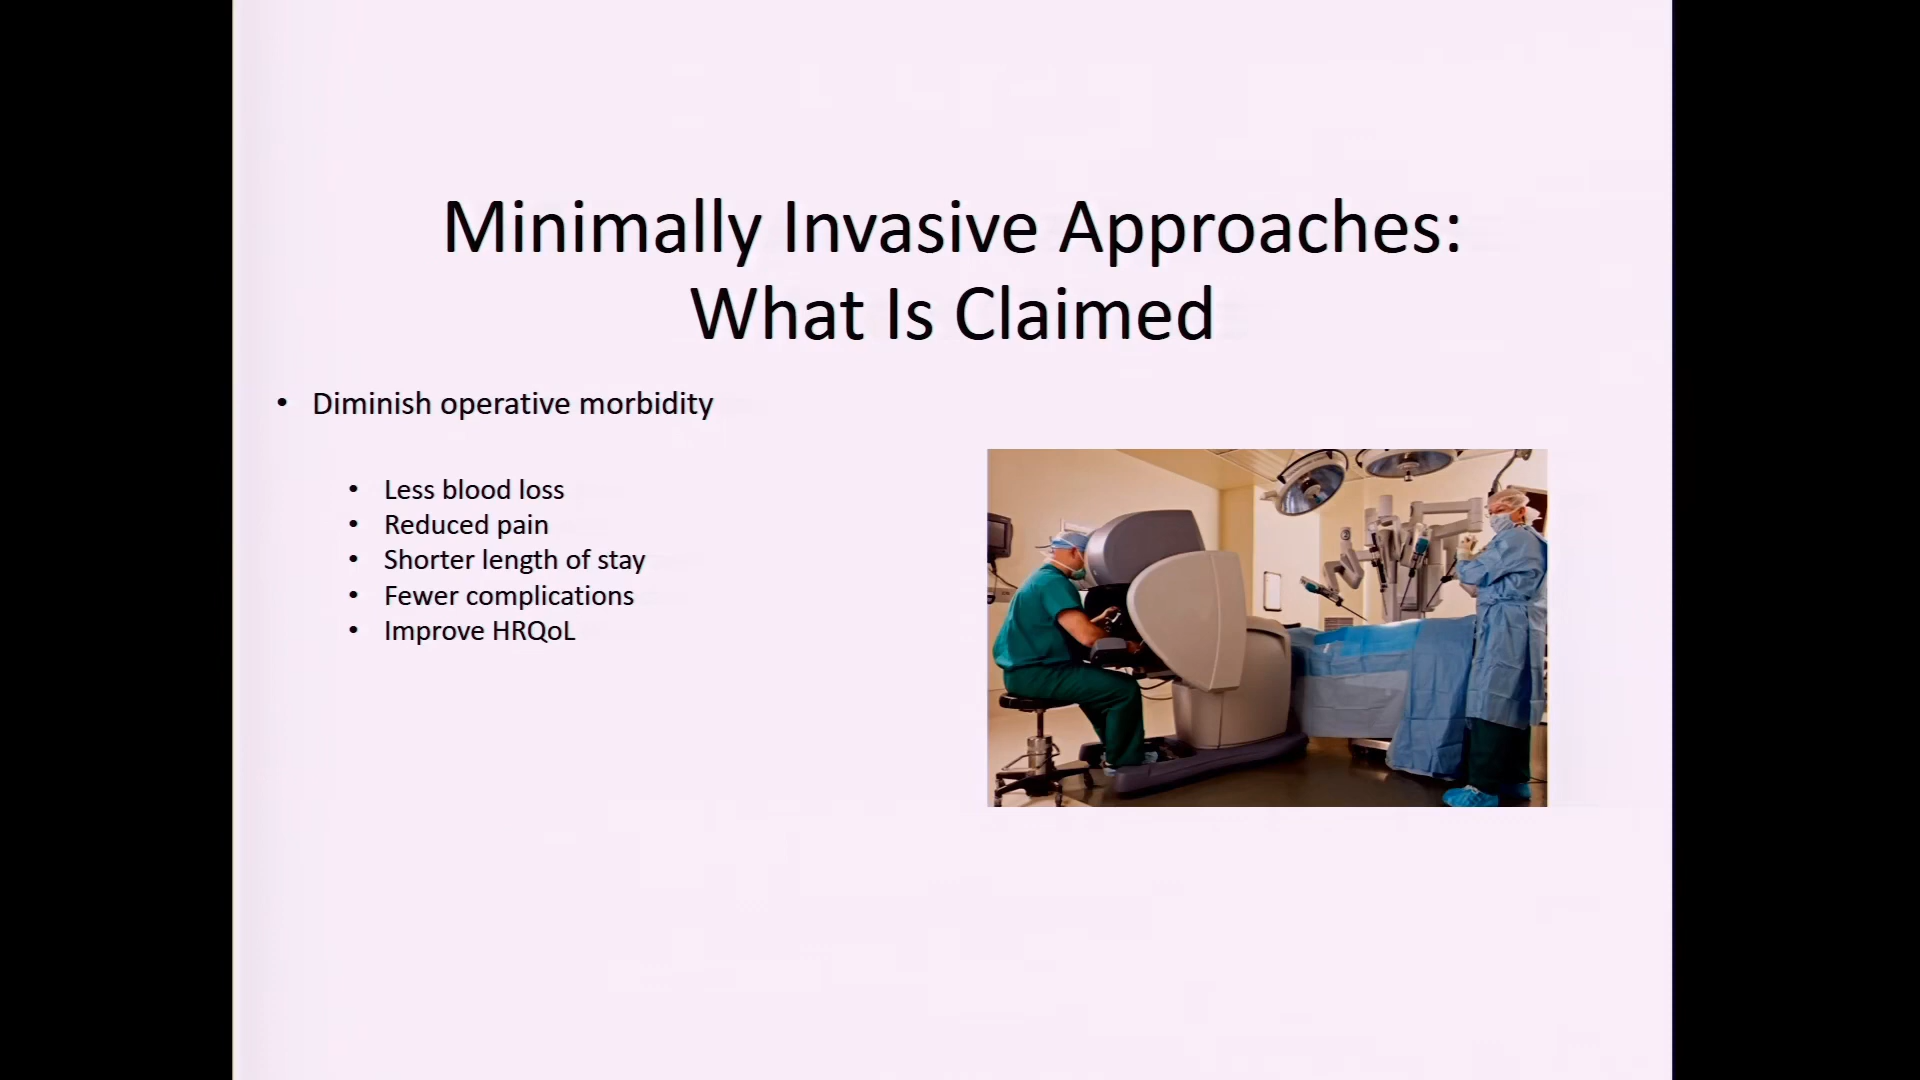 Minimally Invasive Approaches:
What Is Claimed
• Diminish operative morbidity
• Less blood loss
• Reduced pain
• Shorter length of stay
• Fewer complications
• Improve HRQoL